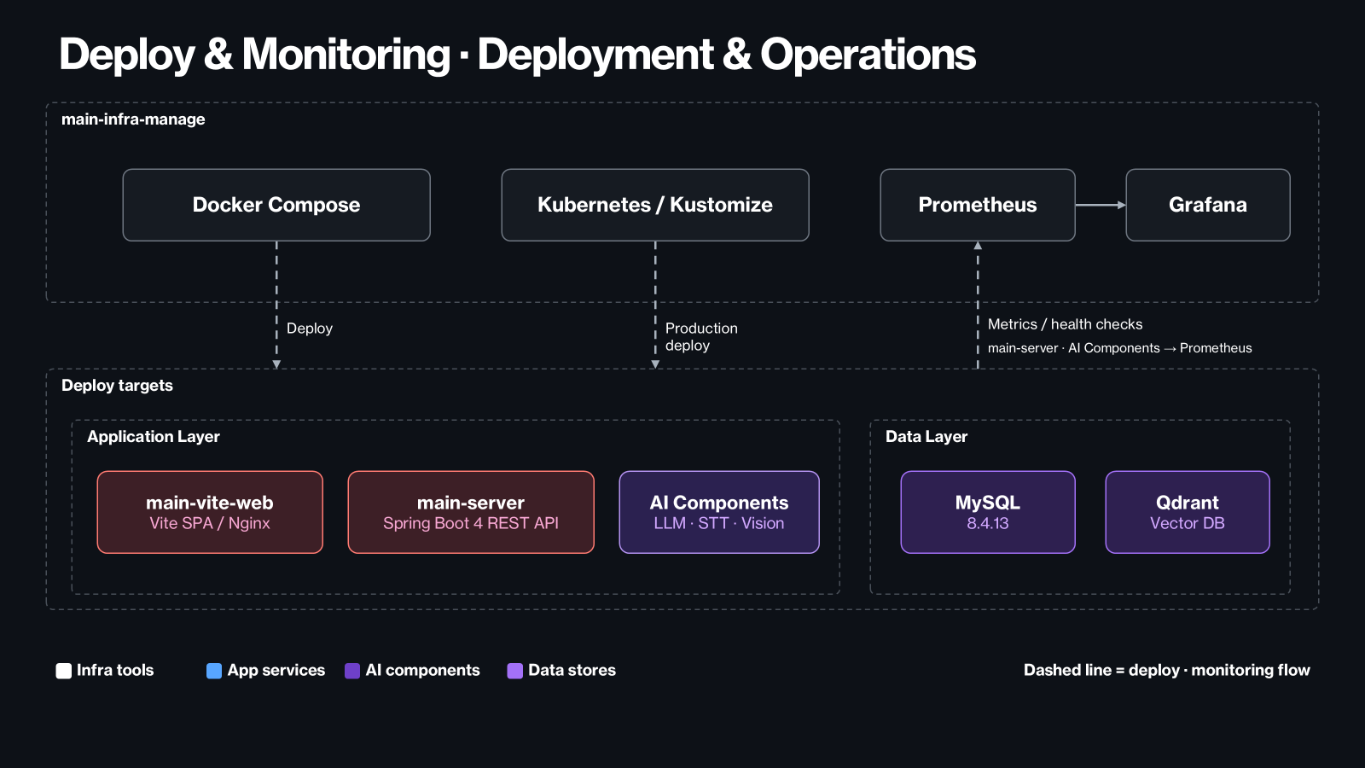 Deploy & Monitoring · Deployment & Operations
main-infra-manage
Docker Compose
Kubernetes / Kustomize
Prometheus
Grafana
Deploy
Production
deploy
Metrics / health checks
main-server · AI Components → Prometheus
Deploy targets
Application Layer
Data Layer
main-vite-web
Vite SPA / Nginx
main-server
Spring Boot 4 REST API
AI Components
LLM · STT · Vision
MySQL
8.4.13
Qdrant
Vector DB
Infra tools
App services
AI components
Data stores
Dashed line = deploy · monitoring flow